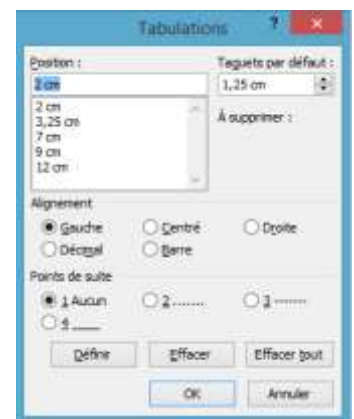 Tabulations
?
Position :
Taquets par défaut :
2 cm
1,25 cm
2 cm
3,25 cm
7 cm
9 cm
12 cm
À supprimer :
Alignement
Gauche
Centré
Droite
Décimal
Barre
Points de suite
1 Aucun
2 .......
3 -------
4 ____
Définir
Effacer
Effacer tout
OK
Annuler